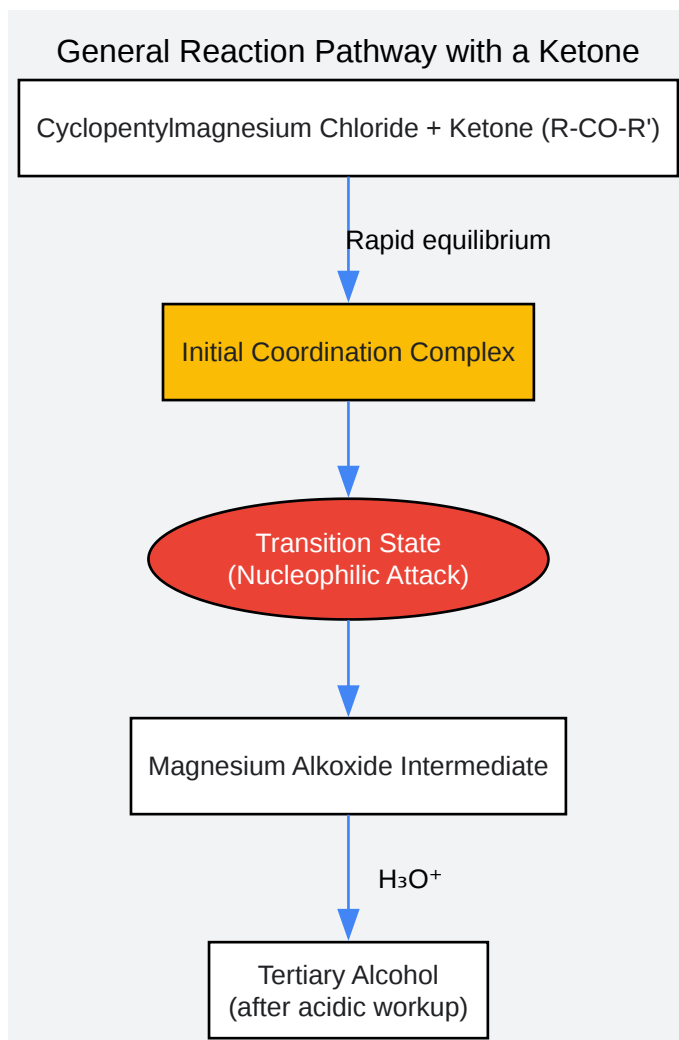 General Reaction Pathway with a Ketone
Cyclopentylmagnesium Chloride + Ketone (R-CO-R')
Rapid equilibrium
Initial Coordination Complex
Transition State
(Nucleophilic Attack)
Magnesium Alkoxide Intermediate
H₃O⁺
Tertiary Alcohol
(after acidic workup)